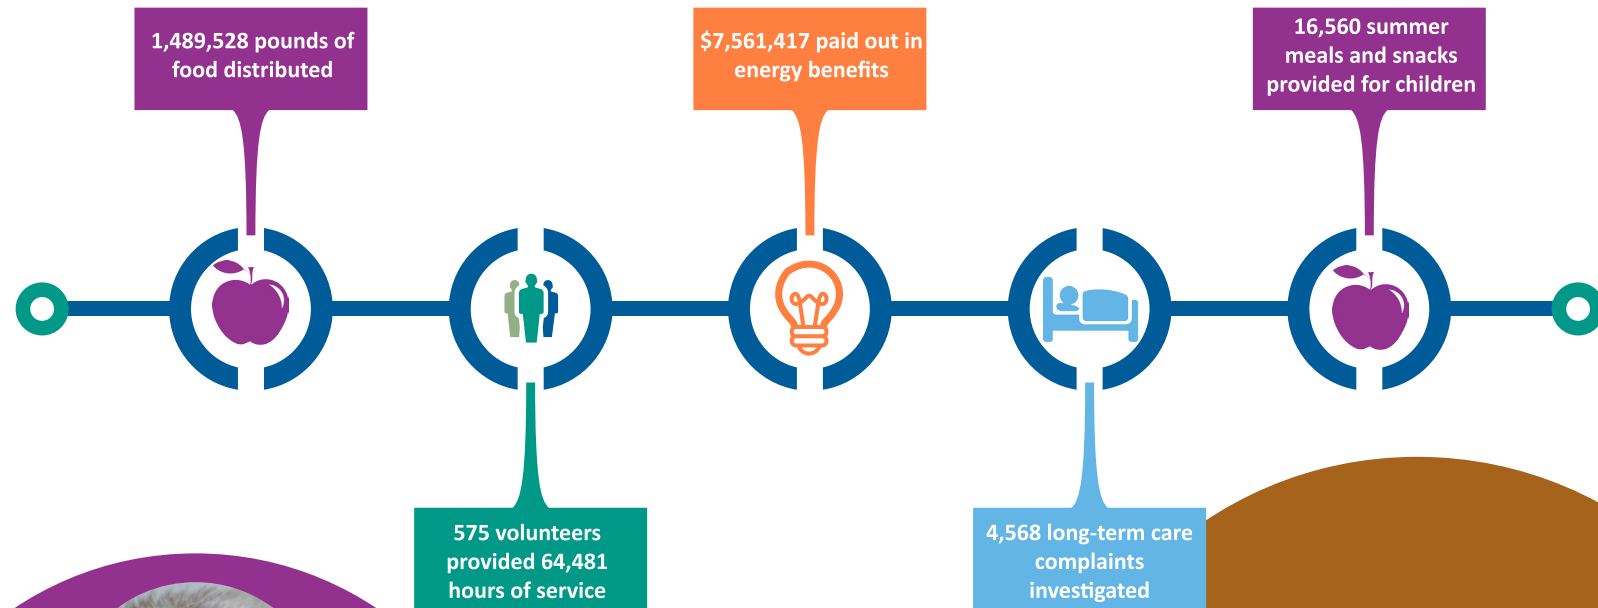 1,489,528 pounds of
food distributed
575 volunteers
provided 64,481
hours of service
$7,561,417 paid out in
energy benefits
4,568 long-term care
complaints
investigated
16,560 summer
meals and snacks
provided for children